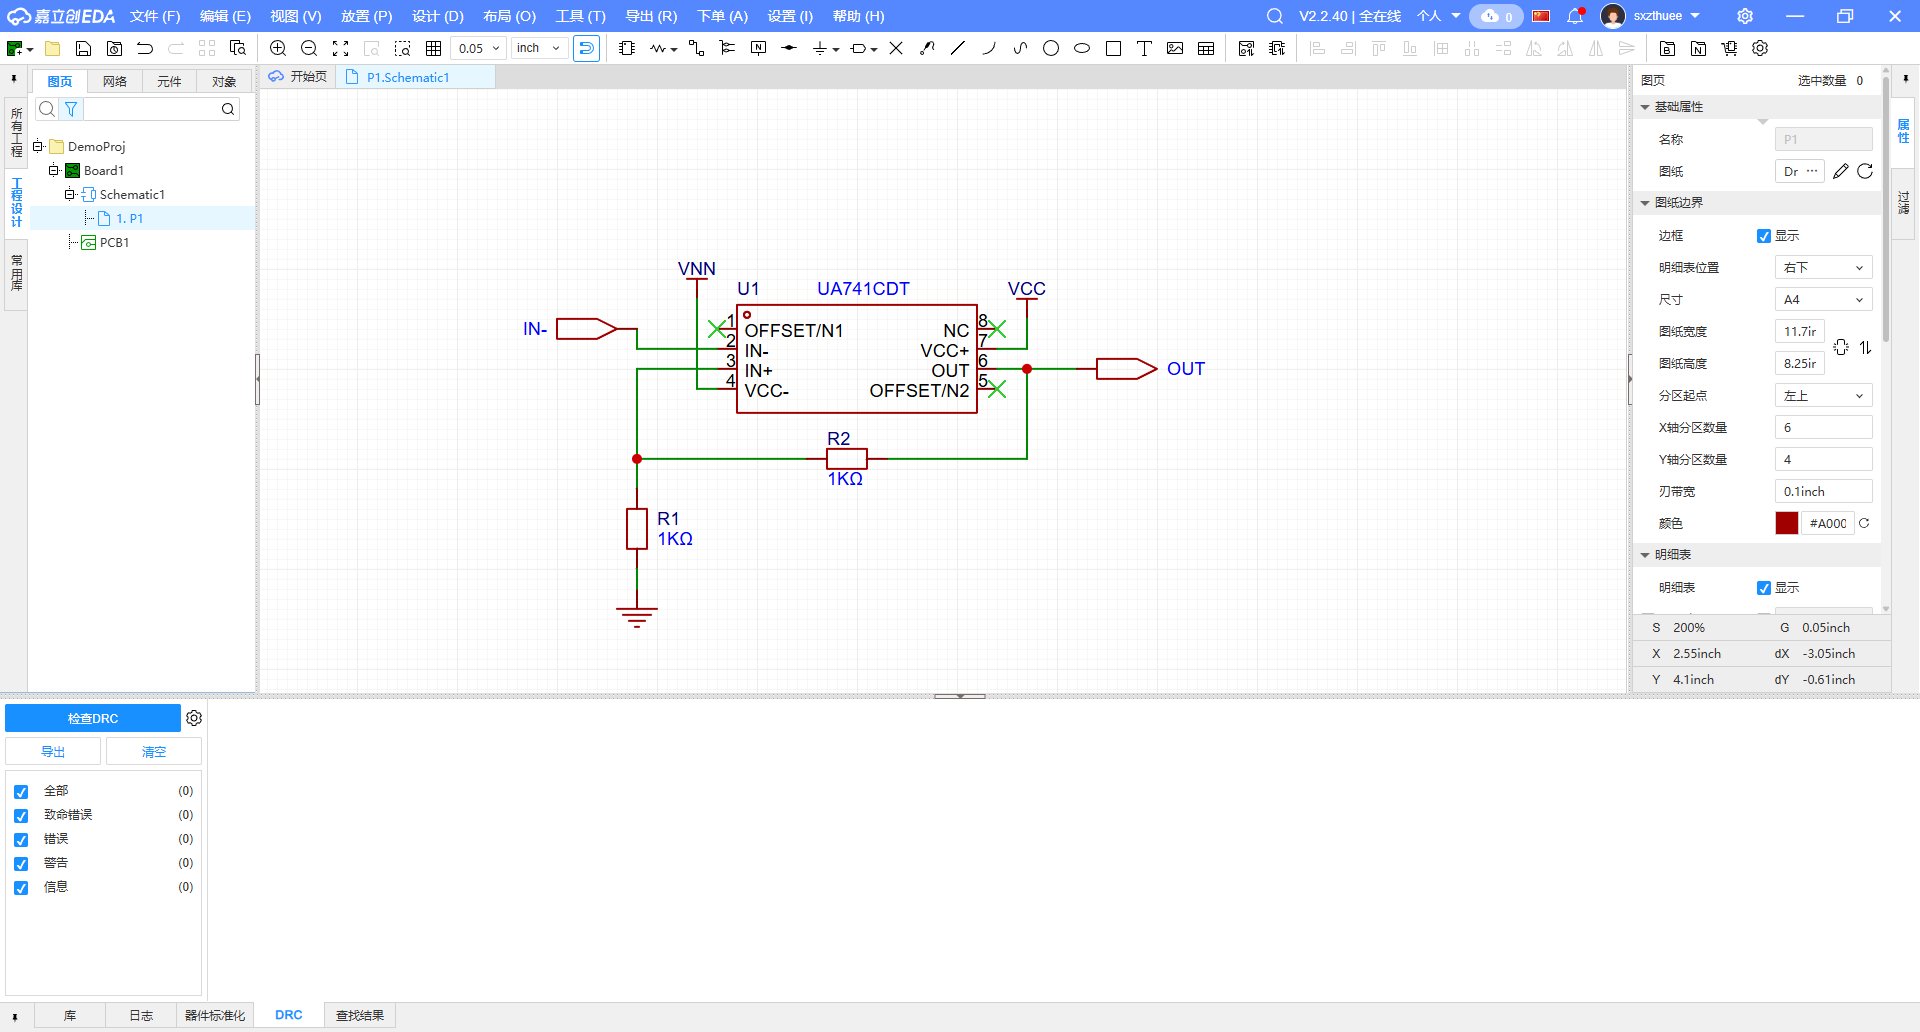 嘉立创EDA 文件 (F) 编辑 (E) 视图 (V) 放置 (P) 设计 (D) 布局 (O) 工具 (T) 导出 (R) 下单 (A) 设置 (I) 帮助 (H) V2.2.40 | 全在线 个人 0 sxzthuee
0.05 inch
图页 网络 元件 对象
开始页 P1.Schematic1
所有工程
工程设计
常用库
DemoProj
Board1
Schematic1
1. P1
PCB1
VNN
U1 UA741CDT VCC
IN-
1 OFFSET/N1 NC 8
2 IN- VCC+ 7
3 IN+ OUT 6
4 VCC- OFFSET/N2 5
OUT
R2
1KΩ
R1
1KΩ
图页 选中数量 0
基础属性
名称 P1
图纸 Dr ···
图纸边界
边框 显示
明细表位置 右下
尺寸 A4
图纸宽度 11.7ir
图纸高度 8.25ir
分区起点 左上
X轴分区数量 6
Y轴分区数量 4
刃带宽 0.1inch
颜色 #A000
明细表
明细表 显示
S 200% G 0.05inch
X 2.55inch dX -3.05inch
Y 4.1inch dY -0.61inch
属性
过滤
检查DRC
导出 清空
全部 (0)
致命错误 (0)
错误 (0)
警告 (0)
信息 (0)
库 日志 器件标准化 DRC 查找结果